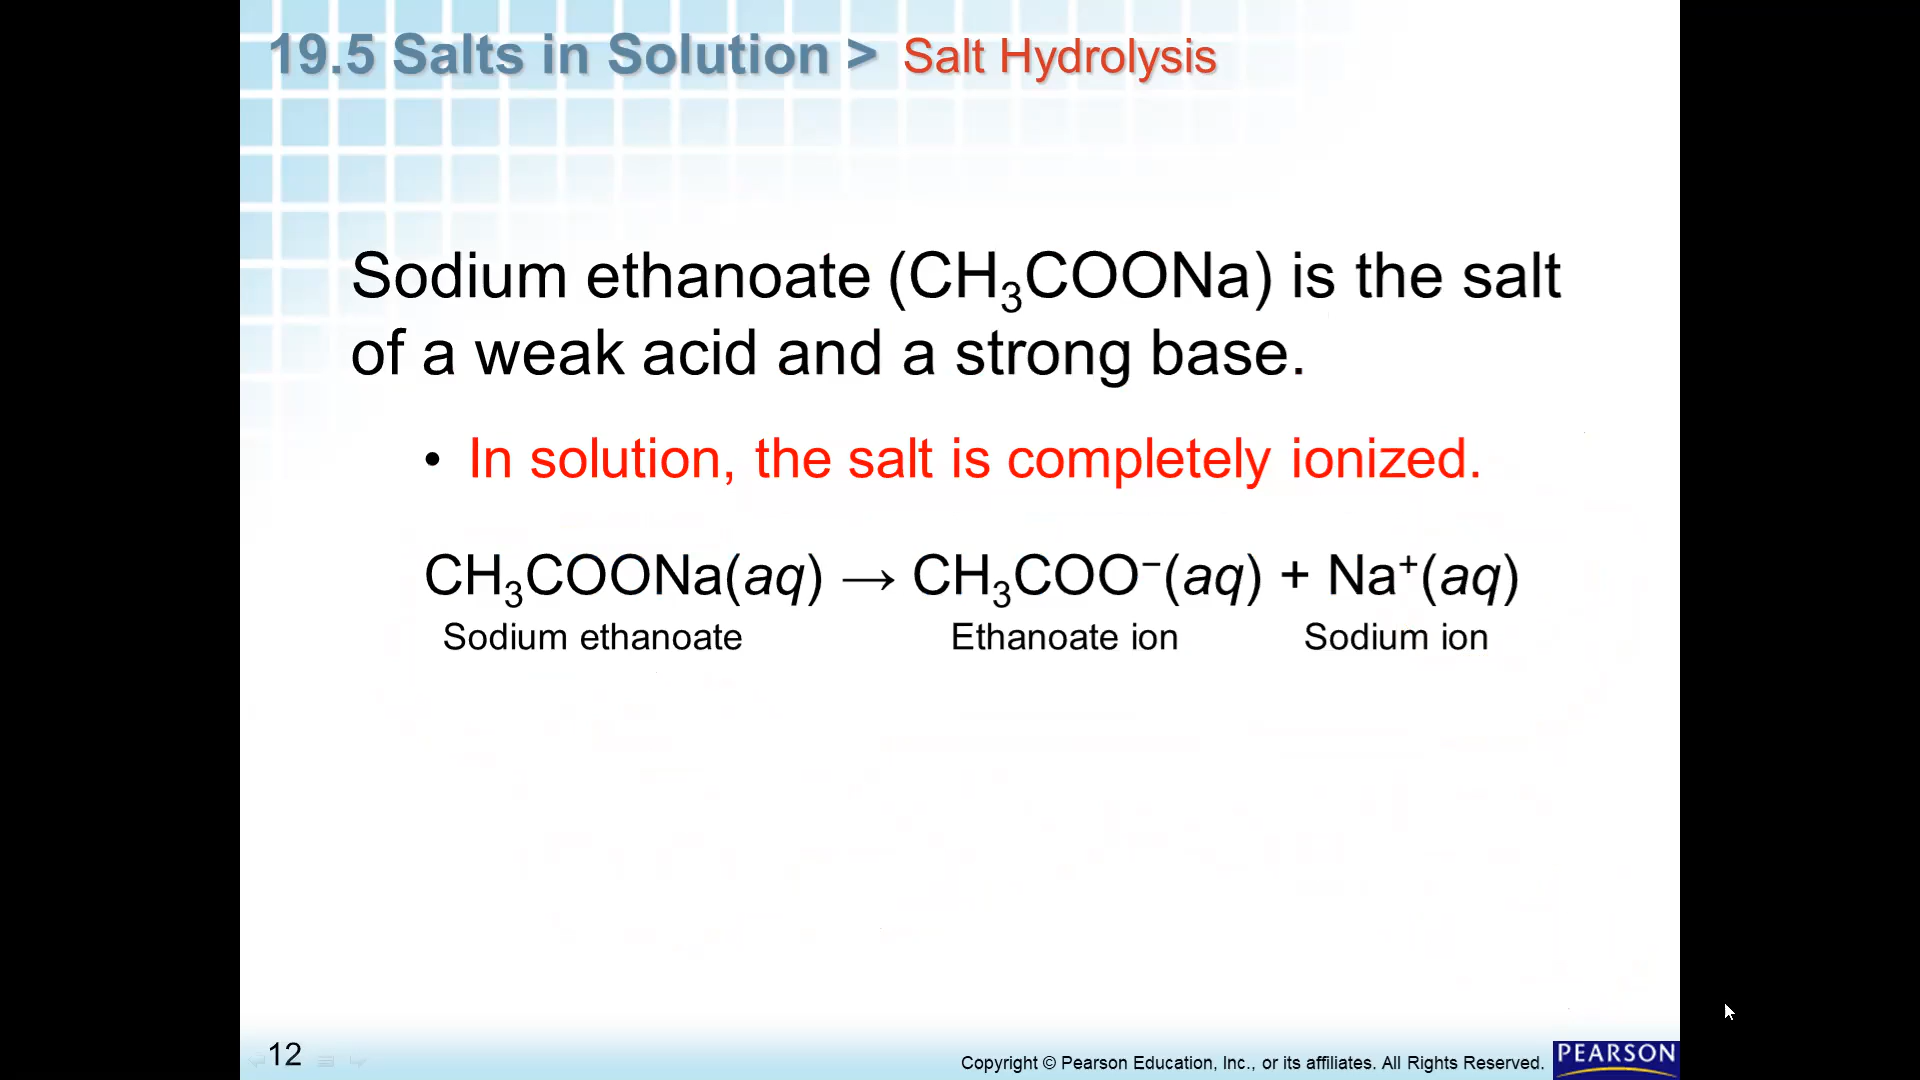 19.5 Salts in Solution > Salt Hydrolysis
Sodium ethanoate (CH₃COONa) is the salt
of a weak acid and a strong base.
• In solution, the salt is completely ionized.
CH₃COONa(aq) → CH₃COO⁻(aq) + Na⁺(aq)
Sodium ethanoate Ethanoate ion Sodium ion
12
Copyright © Pearson Education, Inc., or its affiliates. All Rights Reserved.
PEARSON